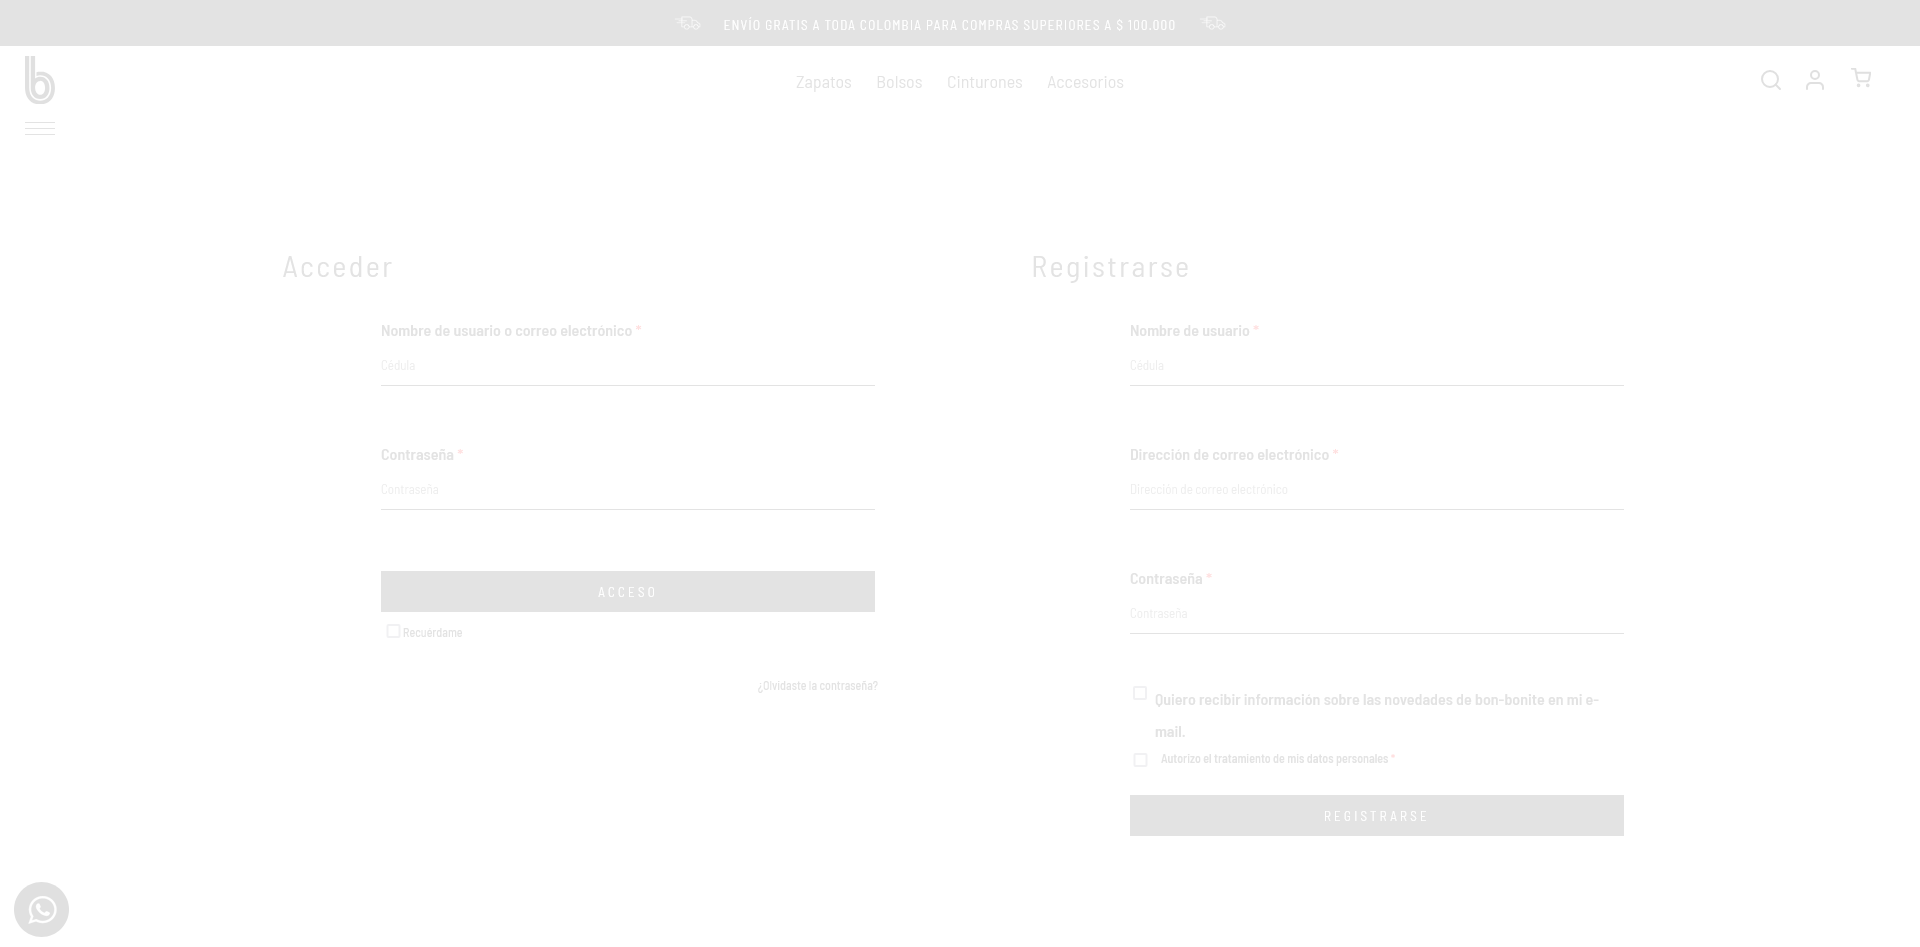 ENVÍO GRATIS A TODA COLOMBIA PARA COMPRAS SUPERIORES A $ 100.000
b
Zapatos Bolsos Cinturones Accesorios
Acceder
Nombre de usuario o correo electrónico *
Cédula
Contraseña *
Contraseña
ACCESO
Recuérdame
¿Olvidaste la contraseña?
Registrarse
Nombre de usuario *
Cédula
Dirección de correo electrónico *
Dirección de correo electrónico
Contraseña *
Contraseña
Quiero recibir información sobre las novedades de bon-bonite en mi e-
mail.
Autorizo el tratamiento de mis datos personales *
REGISTRARSE